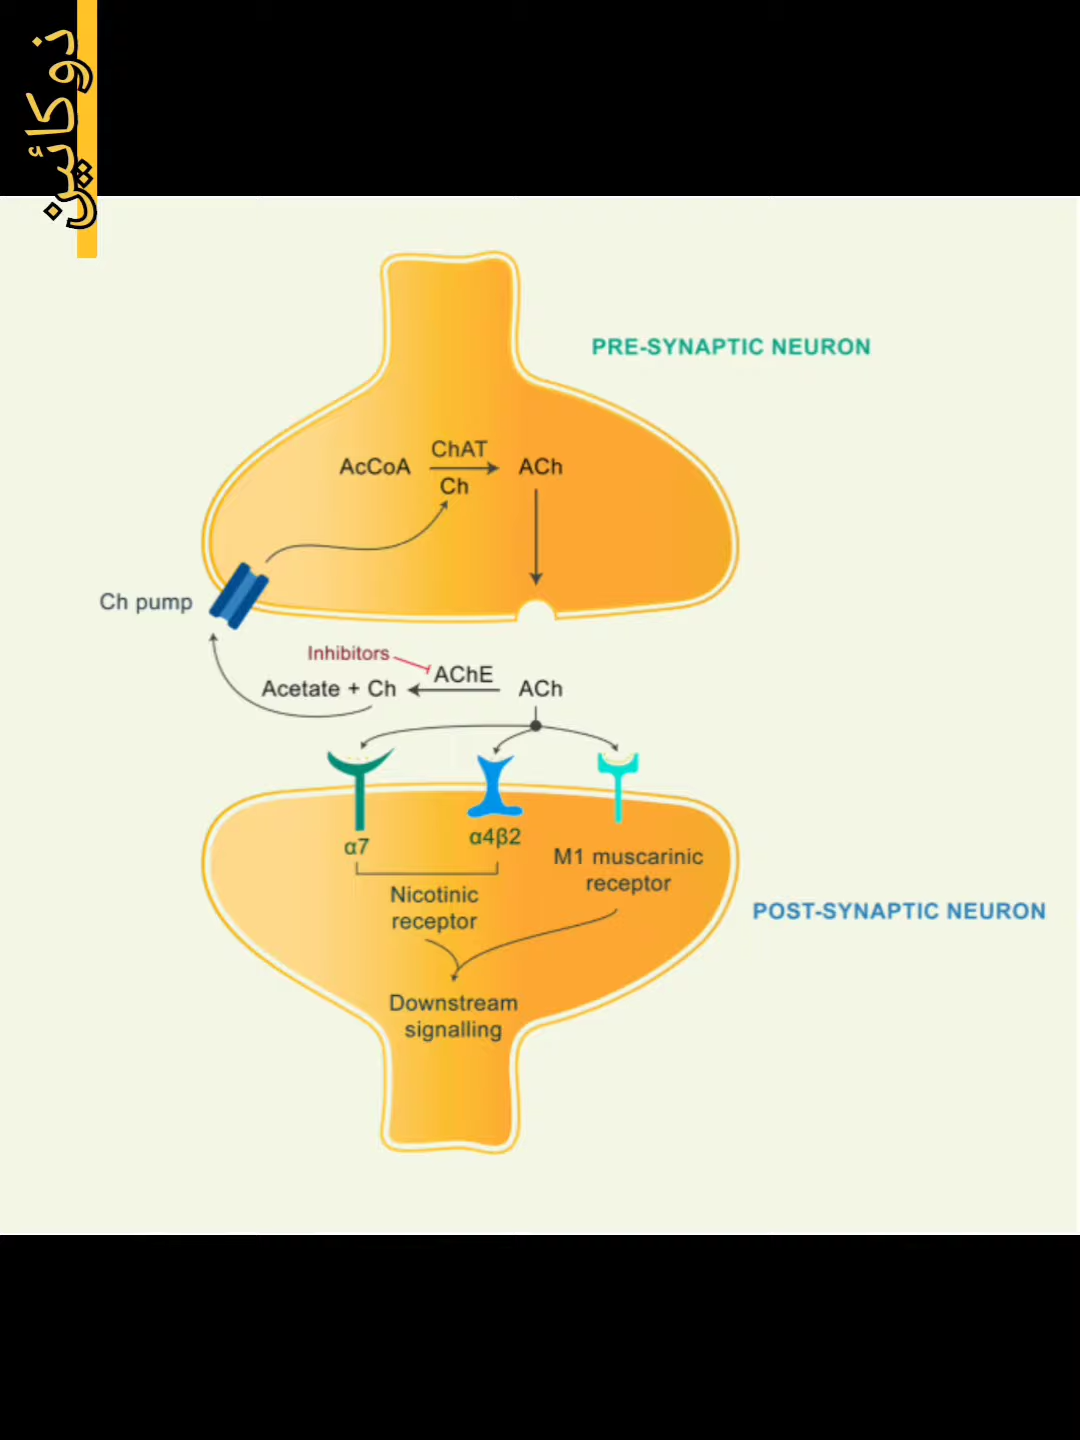 نوكائين
PRE-SYNAPTIC NEURON
ChAT
AcCoA
ACh
Ch
Ch pump
Inhibitors
AChE
Acetate + Ch
ACh
α7
α4β2
M1 muscarinic
receptor
Nicotinic
receptor
POST-SYNAPTIC NEURON
Downstream
signalling